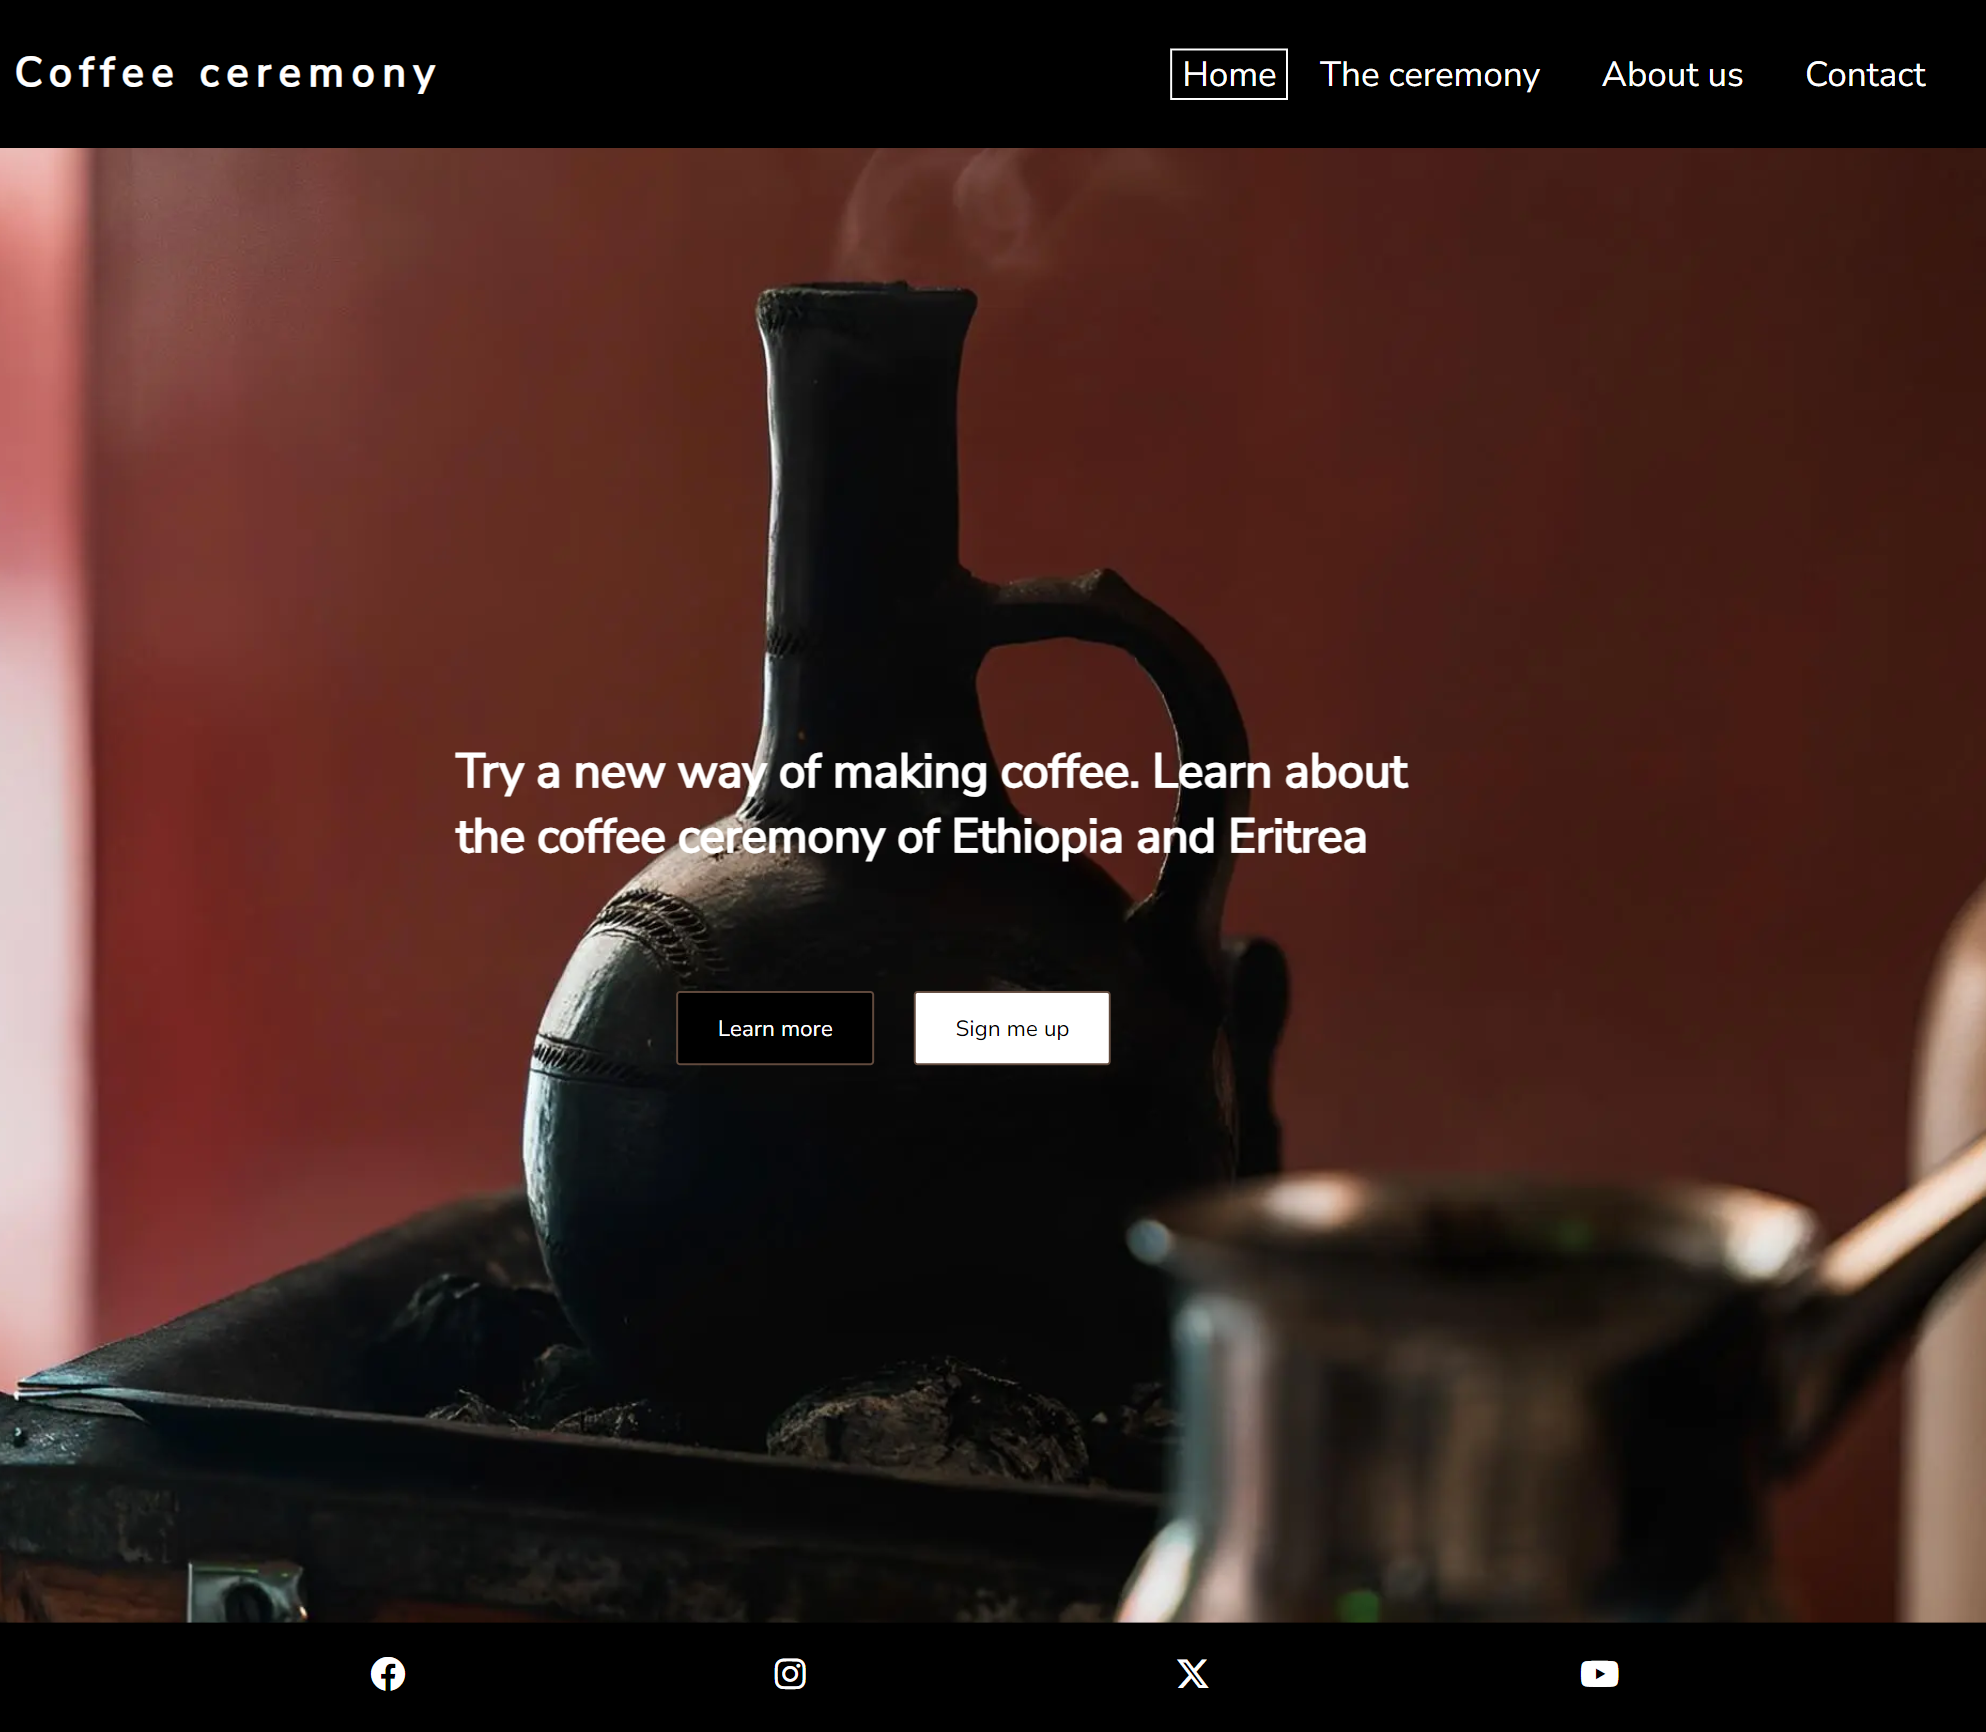 Coffee ceremony
Home The ceremony About us Contact
Try a new way of making coffee. Learn about
the coffee ceremony of Ethiopia and Eritrea
Learn more
Sign me up